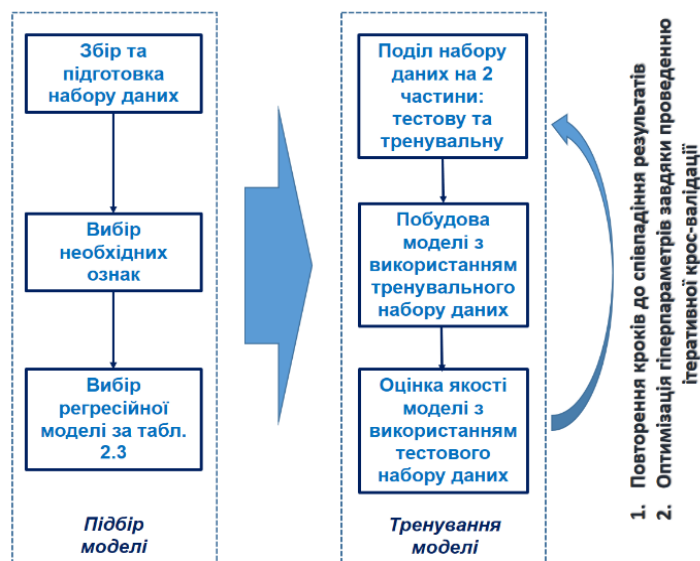 Збір та
підготовка
набору даних
Вибір
необхідних
ознак
Вибір
регресійної
моделі за табл.
2.3
Підбір
моделі
Поділ набору
даних на 2
частини:
тестову та
тренувальну
Побудова
моделі з
використанням
тренувального
набору даних
Оцінка якості
моделі з
використанням
тестового
набору даних
Тренування
моделі
1. Повторення кроків до співпадіння результатів
2. Оптимізація гіперпараметрів завдяки проведенню
ітеративної крос-валідації